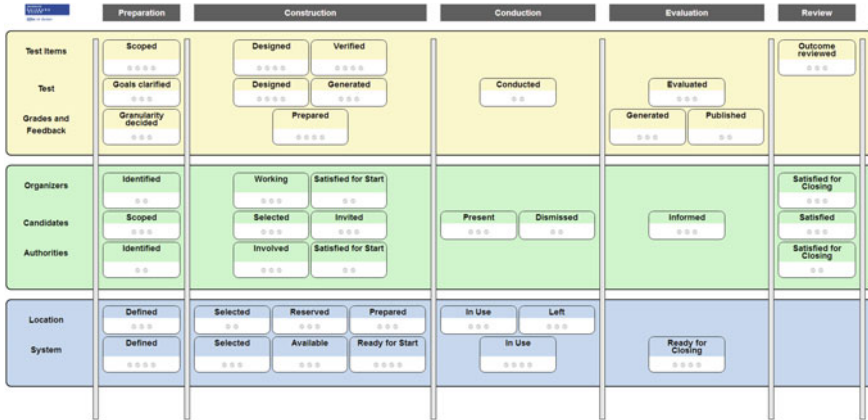 Preparation
Construction
Conduction
Evaluation
Review
Test Items
Scoped
Designed
Verified
Outcome
reviewed
Test
Goals clarified
Designed
Generated
Conducted
Evaluated
Grades and
Feedback
Granularity
decided
Prepared
Generated
Published
Organizers
Identified
Working
Satisfied for Start
Satisfied for
Closing
Candidates
Scoped
Selected
Invited
Present
Dismissed
Informed
Satisfied
Authorities
Identified
Involved
Satisfied for Start
Satisfied for
Closing
Location
Defined
Selected
Reserved
Prepared
In Use
Left
System
Defined
Selected
Available
Ready for Start
In Use
Ready for
Closing